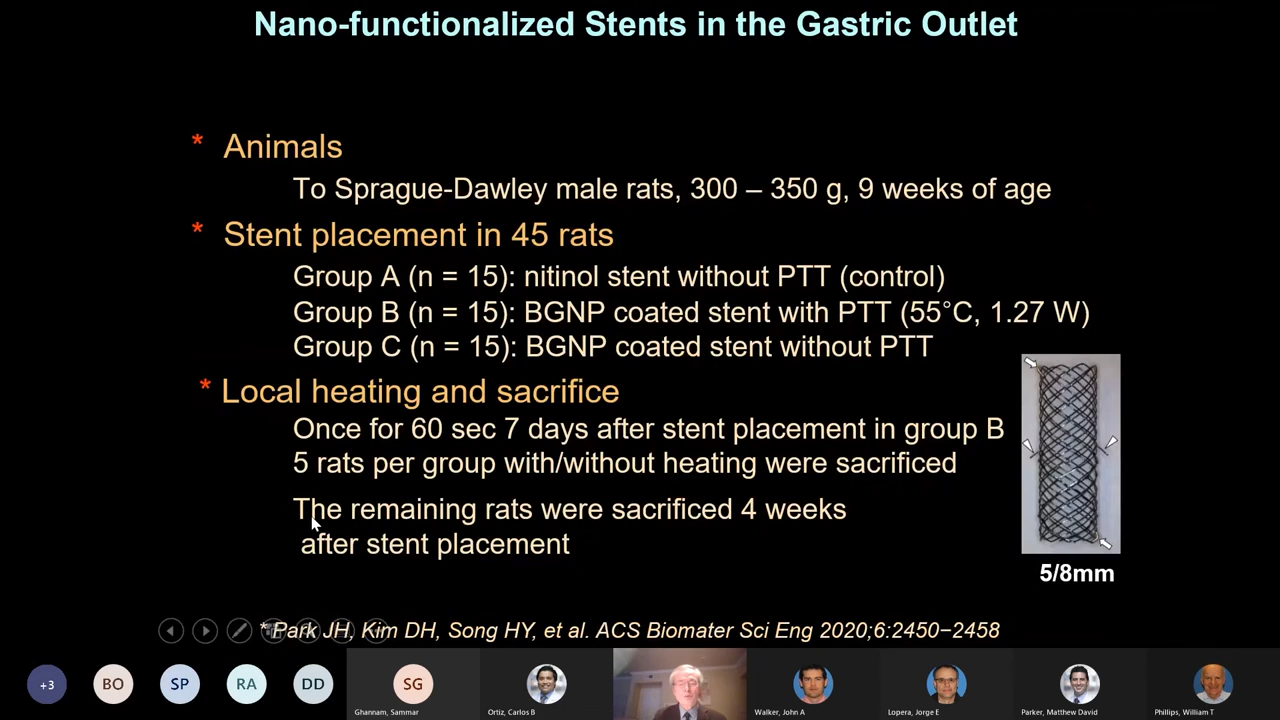 Nano-functionalized Stents in the Gastric Outlet
* Animals
To Sprague-Dawley male rats, 300 – 350 g, 9 weeks of age
* Stent placement in 45 rats
Group A (n = 15): nitinol stent without PTT (control)
Group B (n = 15): BGNP coated stent with PTT (55°C, 1.27 W)
Group C (n = 15): BGNP coated stent without PTT
* Local heating and sacrifice
Once for 60 sec 7 days after stent placement in group B
5 rats per group with/without heating were sacrificed
The remaining rats were sacrificed 4 weeks
after stent placement
5/8mm
* Park JH, Kim DH, Song HY, et al. ACS Biomater Sci Eng 2020;6:2450−2458
+3 BO SP RA DD SG
Ghannam, Sammar Ortiz, Carlos B Walker, John A Lopera, Jorge E Parker, Matthew David Phillips, William T